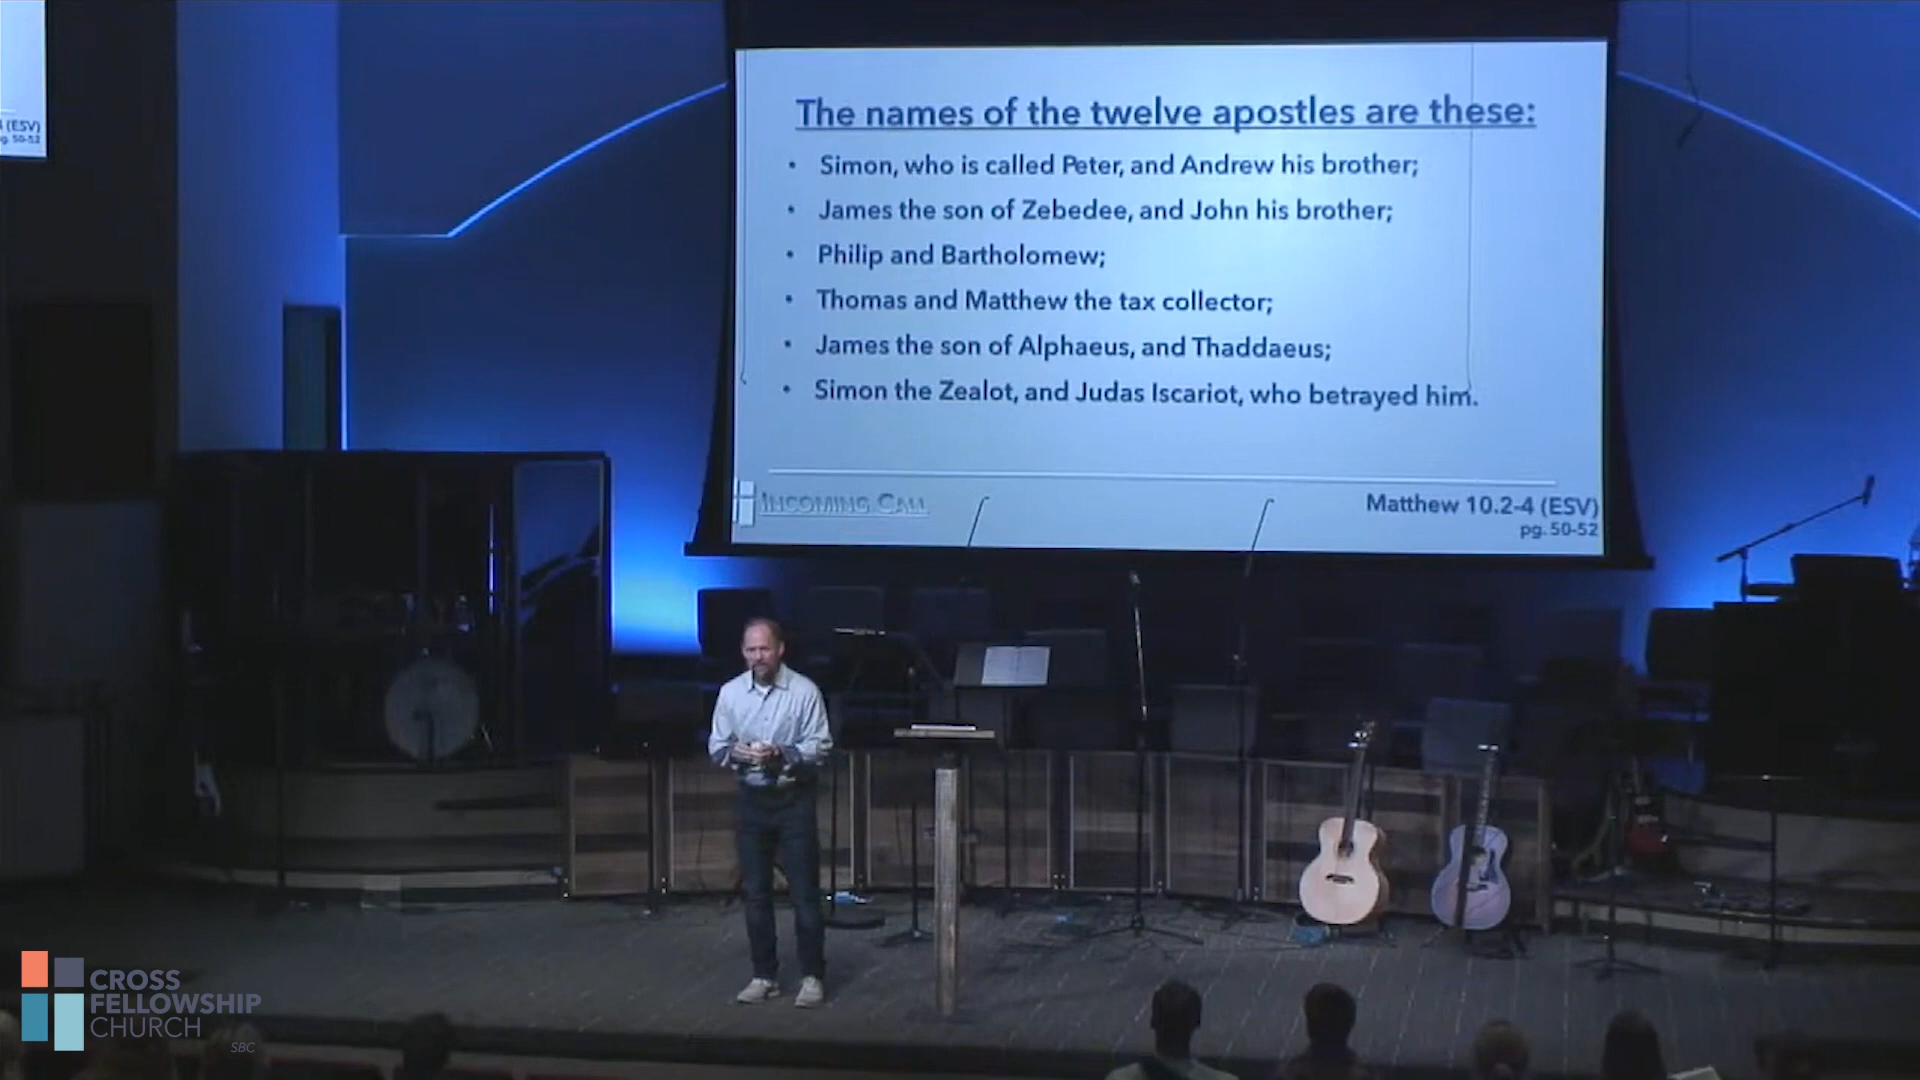 The names of the twelve apostles are these:
• Simon, who is called Peter, and Andrew his brother;
• James the son of Zebedee, and John his brother;
• Philip and Bartholomew;
• Thomas and Matthew the tax collector;
• James the son of Alphaeus, and Thaddaeus;
• Simon the Zealot, and Judas Iscariot, who betrayed him.
INCOMING CALL
Matthew 10.2-4 (ESV)
pg. 50-52
(ESV)
50-52
CROSS
FELLOWSHIP
CHURCH
SBC